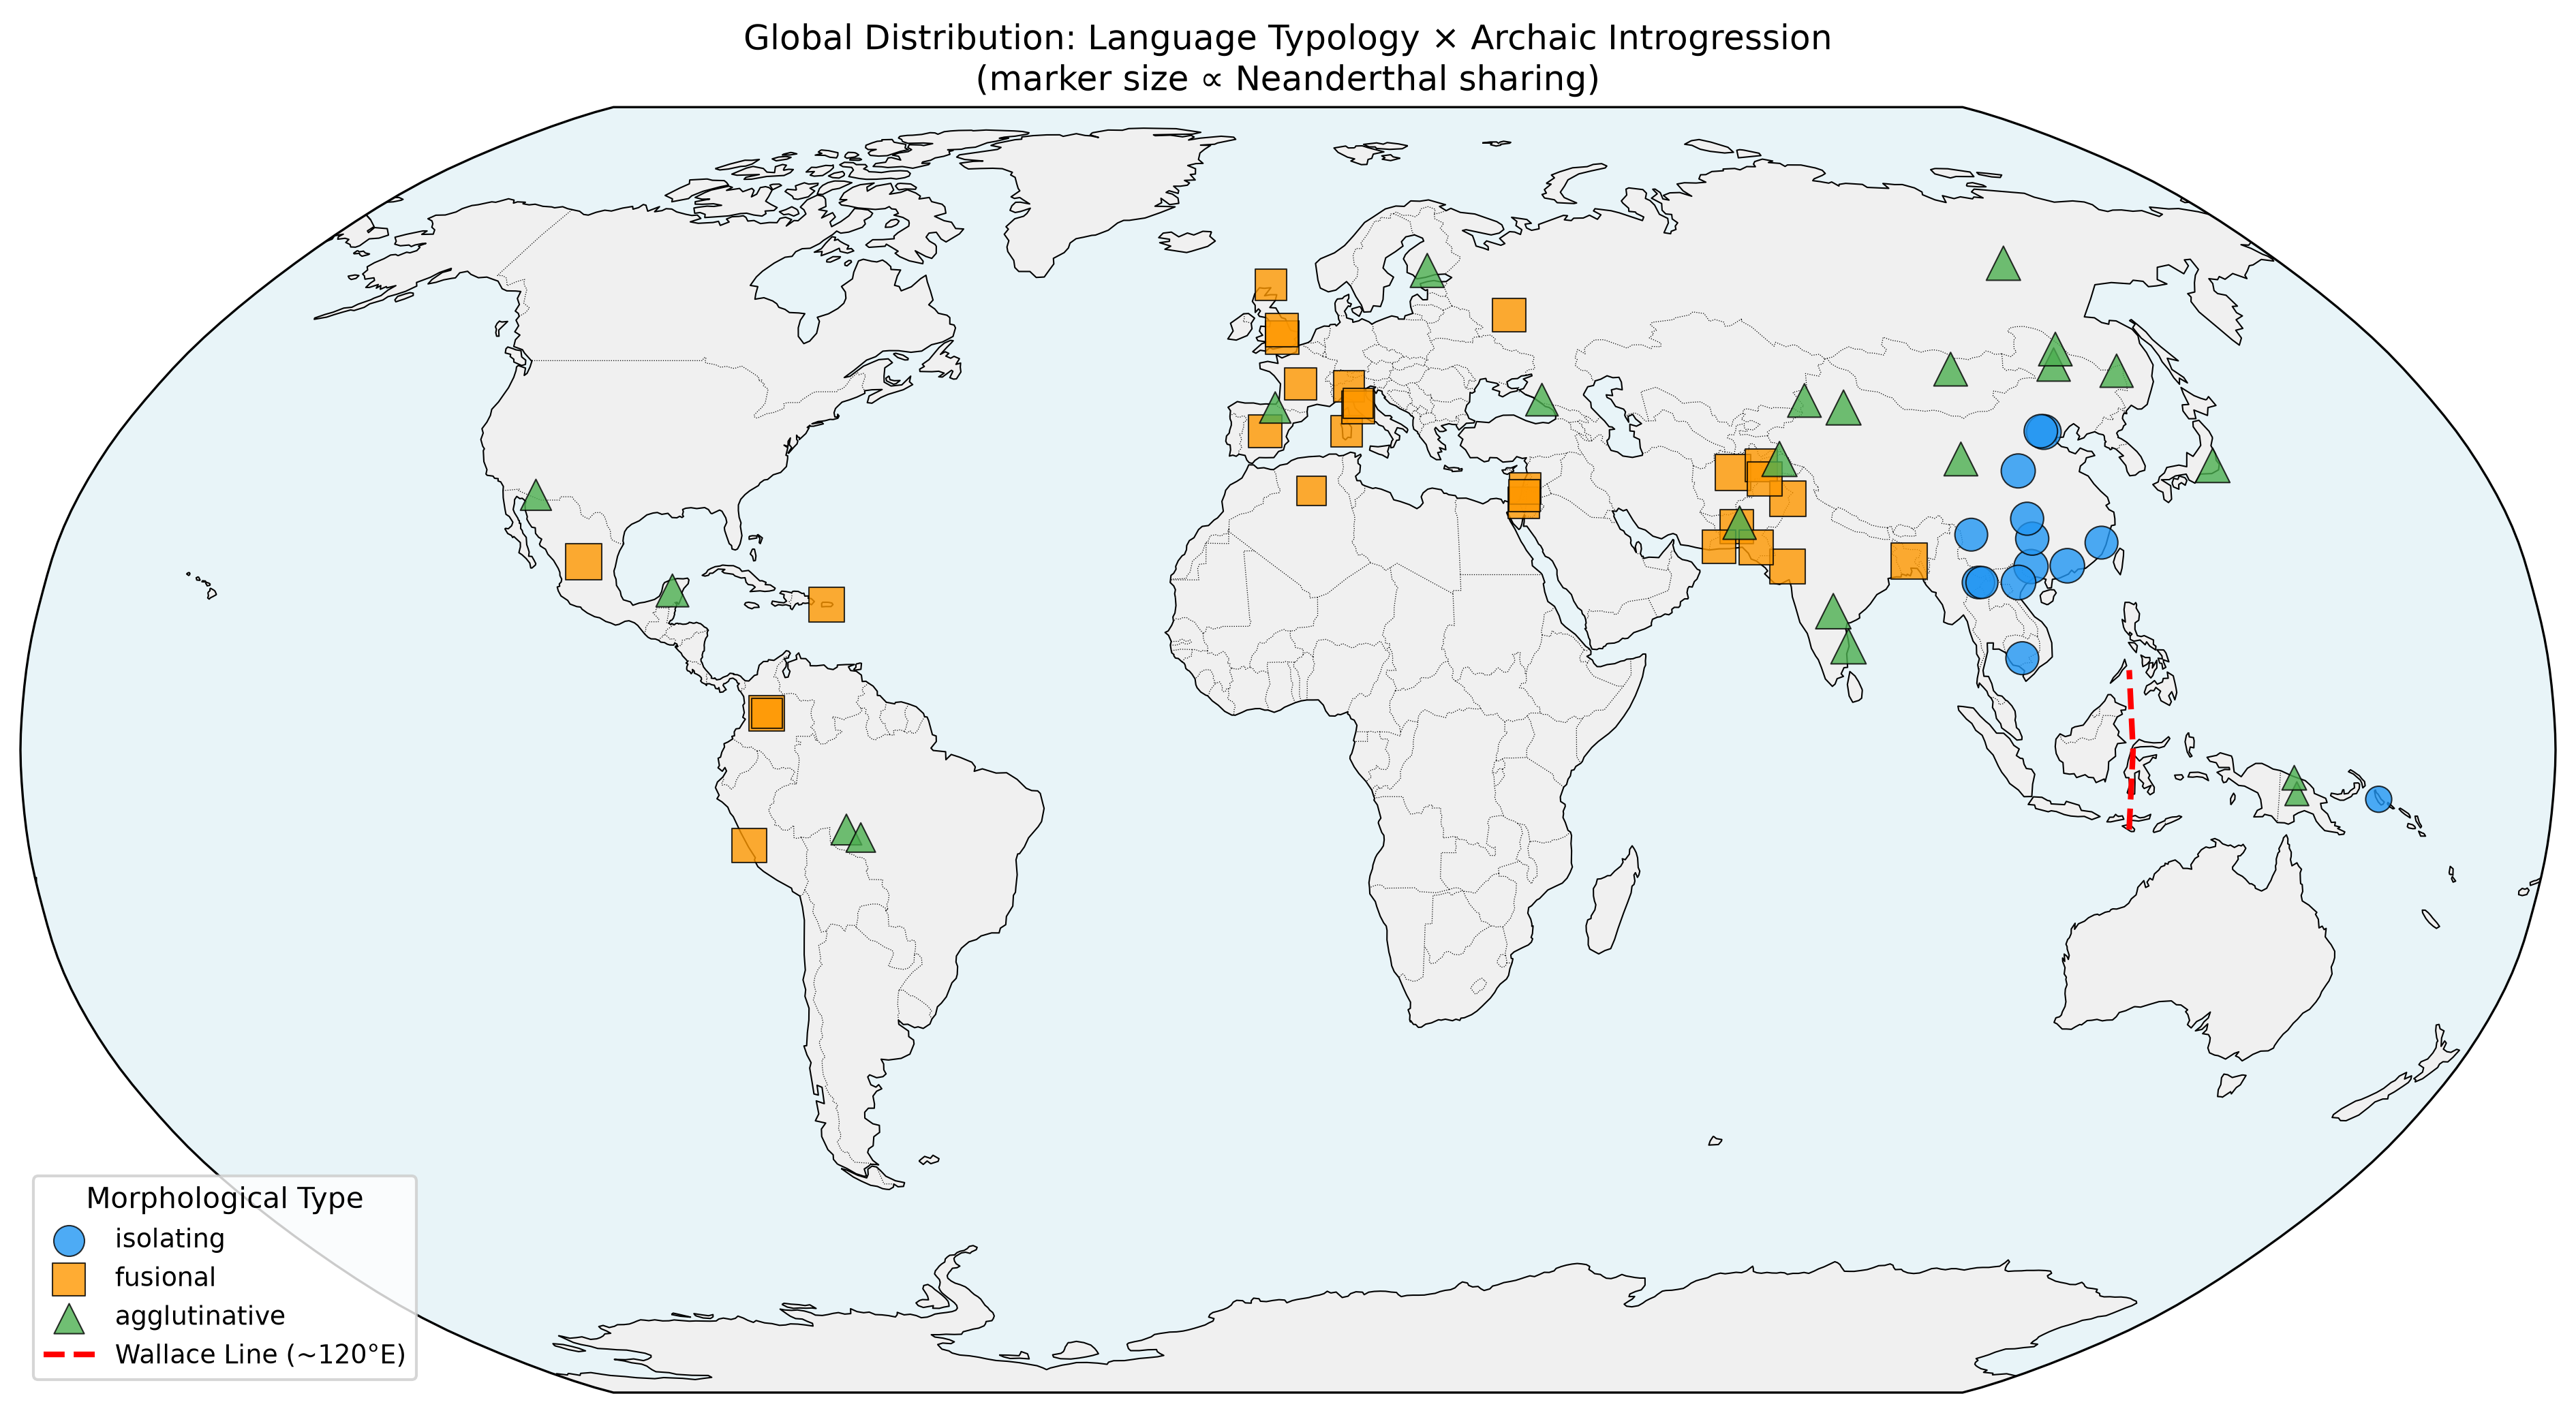 Global Distribution: Language Typology × Archaic Introgression
(marker size ∝ Neanderthal sharing)
Morphological Type
isolating
fusional
agglutinative
Wallace Line (~120°E)